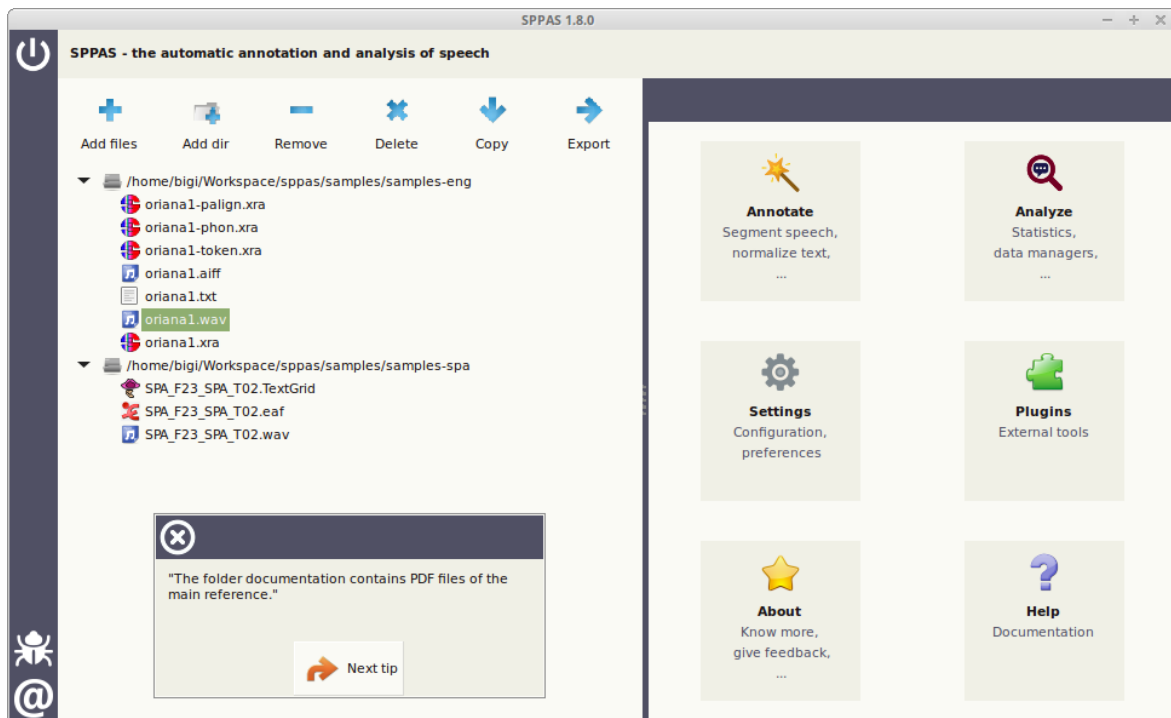 SPPAS 1.8.0
SPPAS - the automatic annotation and analysis of speech
Add files
Add dir
Remove
Delete
Copy
Export
/home/bigi/Workspace/sppas/samples/samples-eng
oriana1-palign.xra
oriana1-phon.xra
oriana1-token.xra
oriana1.aiff
oriana1.txt
oriana1.wav
oriana1.xra
/home/bigi/Workspace/sppas/samples/samples-spa
SPA_F23_SPA_T02.TextGrid
SPA_F23_SPA_T02.eaf
SPA_F23_SPA_T02.wav
"The folder documentation contains PDF files of the
main reference."
Next tip
Annotate
Segment speech,
normalize text,
...
Analyze
Statistics,
data managers,
...
Settings
Configuration,
preferences
Plugins
External tools
About
Know more,
give feedback,
...
Help
Documentation